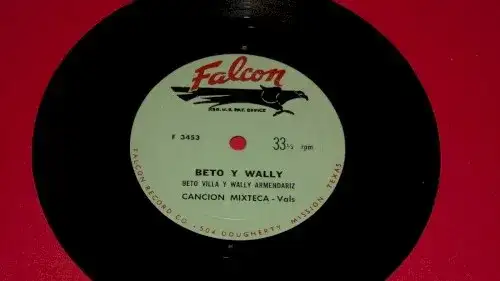 Falcon
REG. U.S. PAT. OFFICE
F 3453
33⅓ rpm
BETO Y WALLY
BETO VILLA Y WALLY ARMENDARIZ
CANCION MIXTECA - Vals
FALCON RECORD CO. - 504 DOUGHERTY - MISSION, TEXAS